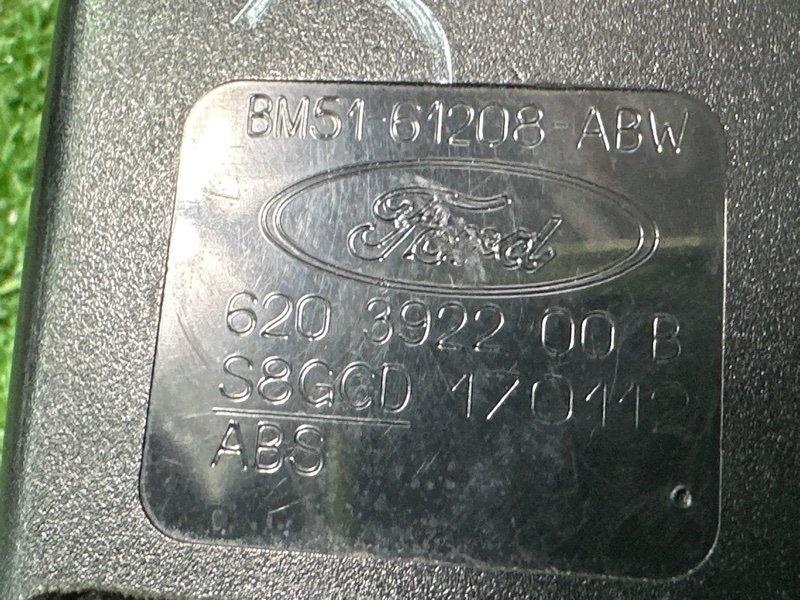 BM51-61208-ABW
Ford
620 3922 00 B
S8GCD 170112
ABS